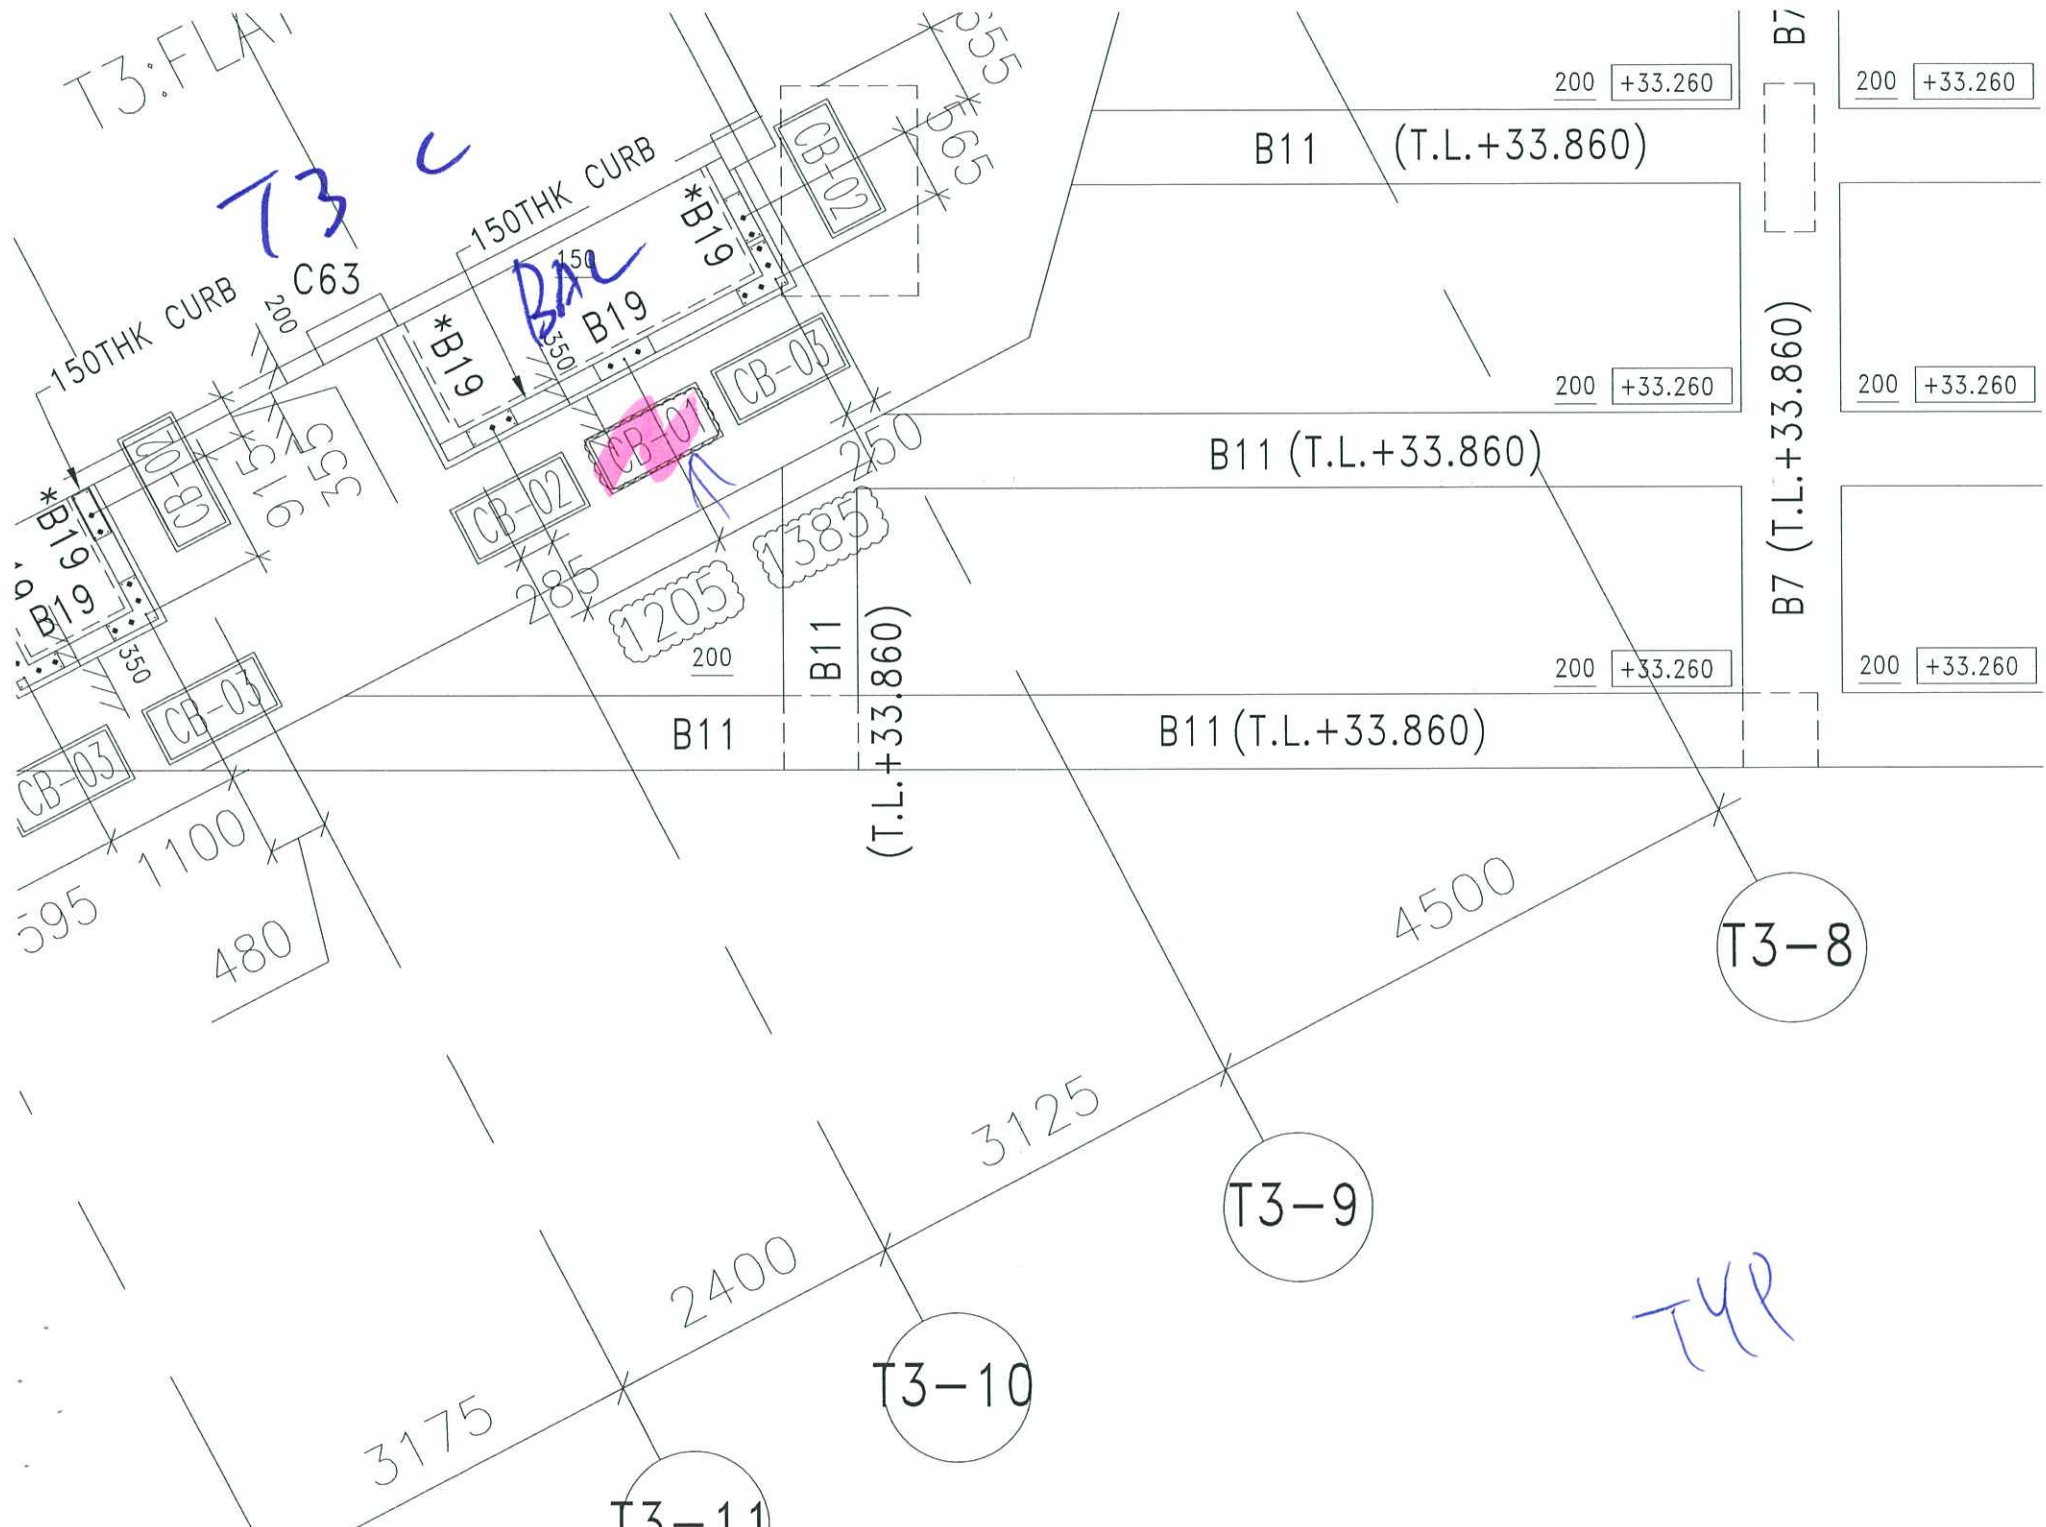 T3:FLAT
T3 C
555
565
CB-02
B7
200 +33.260
200 +33.260
B11 (T.L.+33.860)
150THK CURB
*B19
BAL
150
C63
200
150THK CURB
*B19
350
B19
CB-03
200 +33.260
200 +33.260
B7 (T.L.+33.860)
CB-01
250
B11 (T.L.+33.860)
CB-02
915
355
CB-02
*B19
B19
350
285
1205
1385
200
B11
(T.L.+33.860)
200 +33.260
200 +33.260
CB-03
CB-03
B11
B11(T.L.+33.860)
1100
595
480
4500
T3-8
3125
T3-9
2400
T3-10
3175
T3-11
TYP